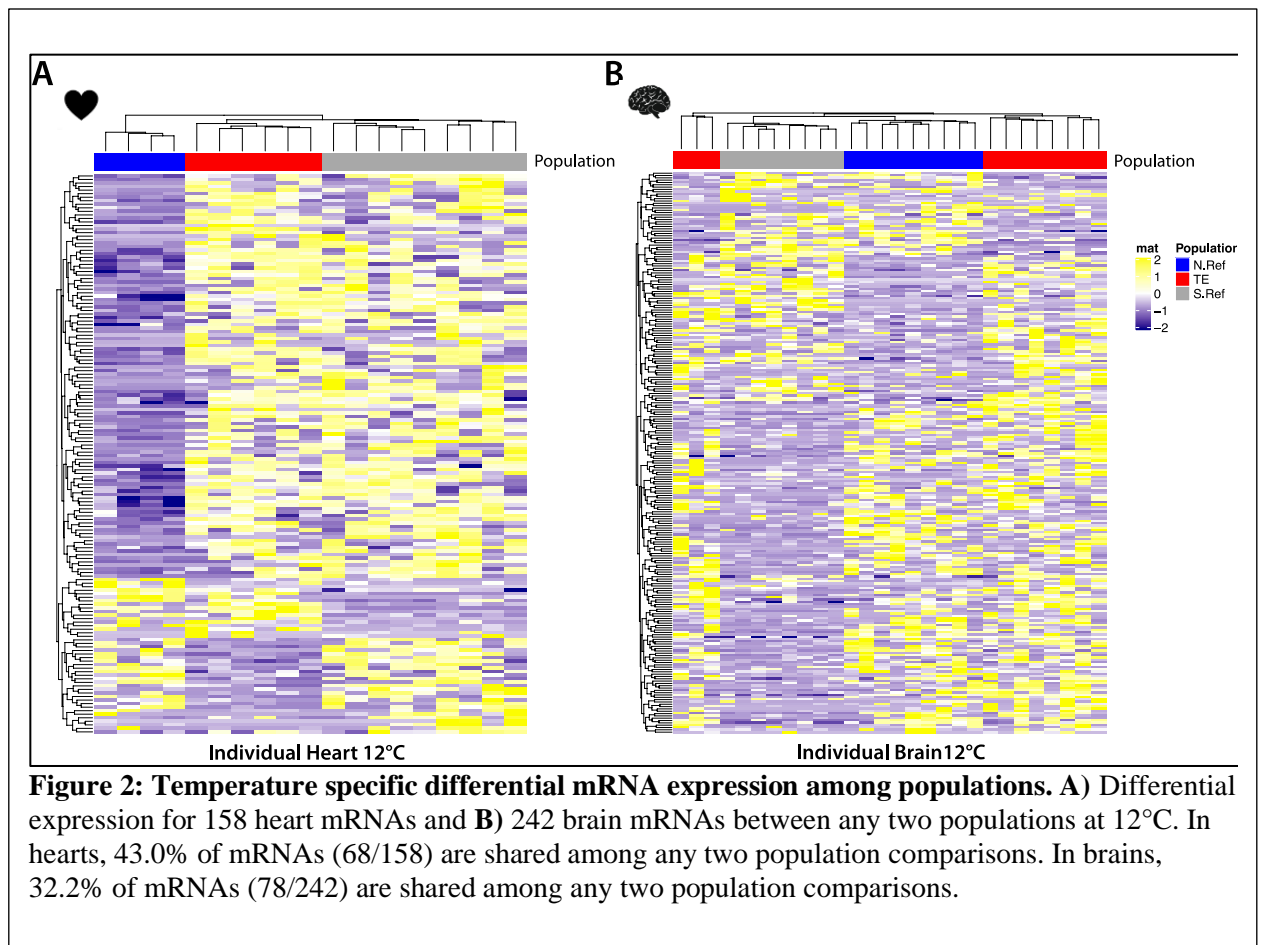 A
B
Population
Population
mat
2
1
0
−1
−2
Population
N.Ref
TE
S.Ref
Individual Heart 12°C
Individual Brain12°C
Figure 2: Temperature specific differential mRNA expression among populations. A) Differential
expression for 158 heart mRNAs and B) 242 brain mRNAs between any two populations at 12°C. In
hearts, 43.0% of mRNAs (68/158) are shared among any two population comparisons. In brains,
32.2% of mRNAs (78/242) are shared among any two population comparisons.